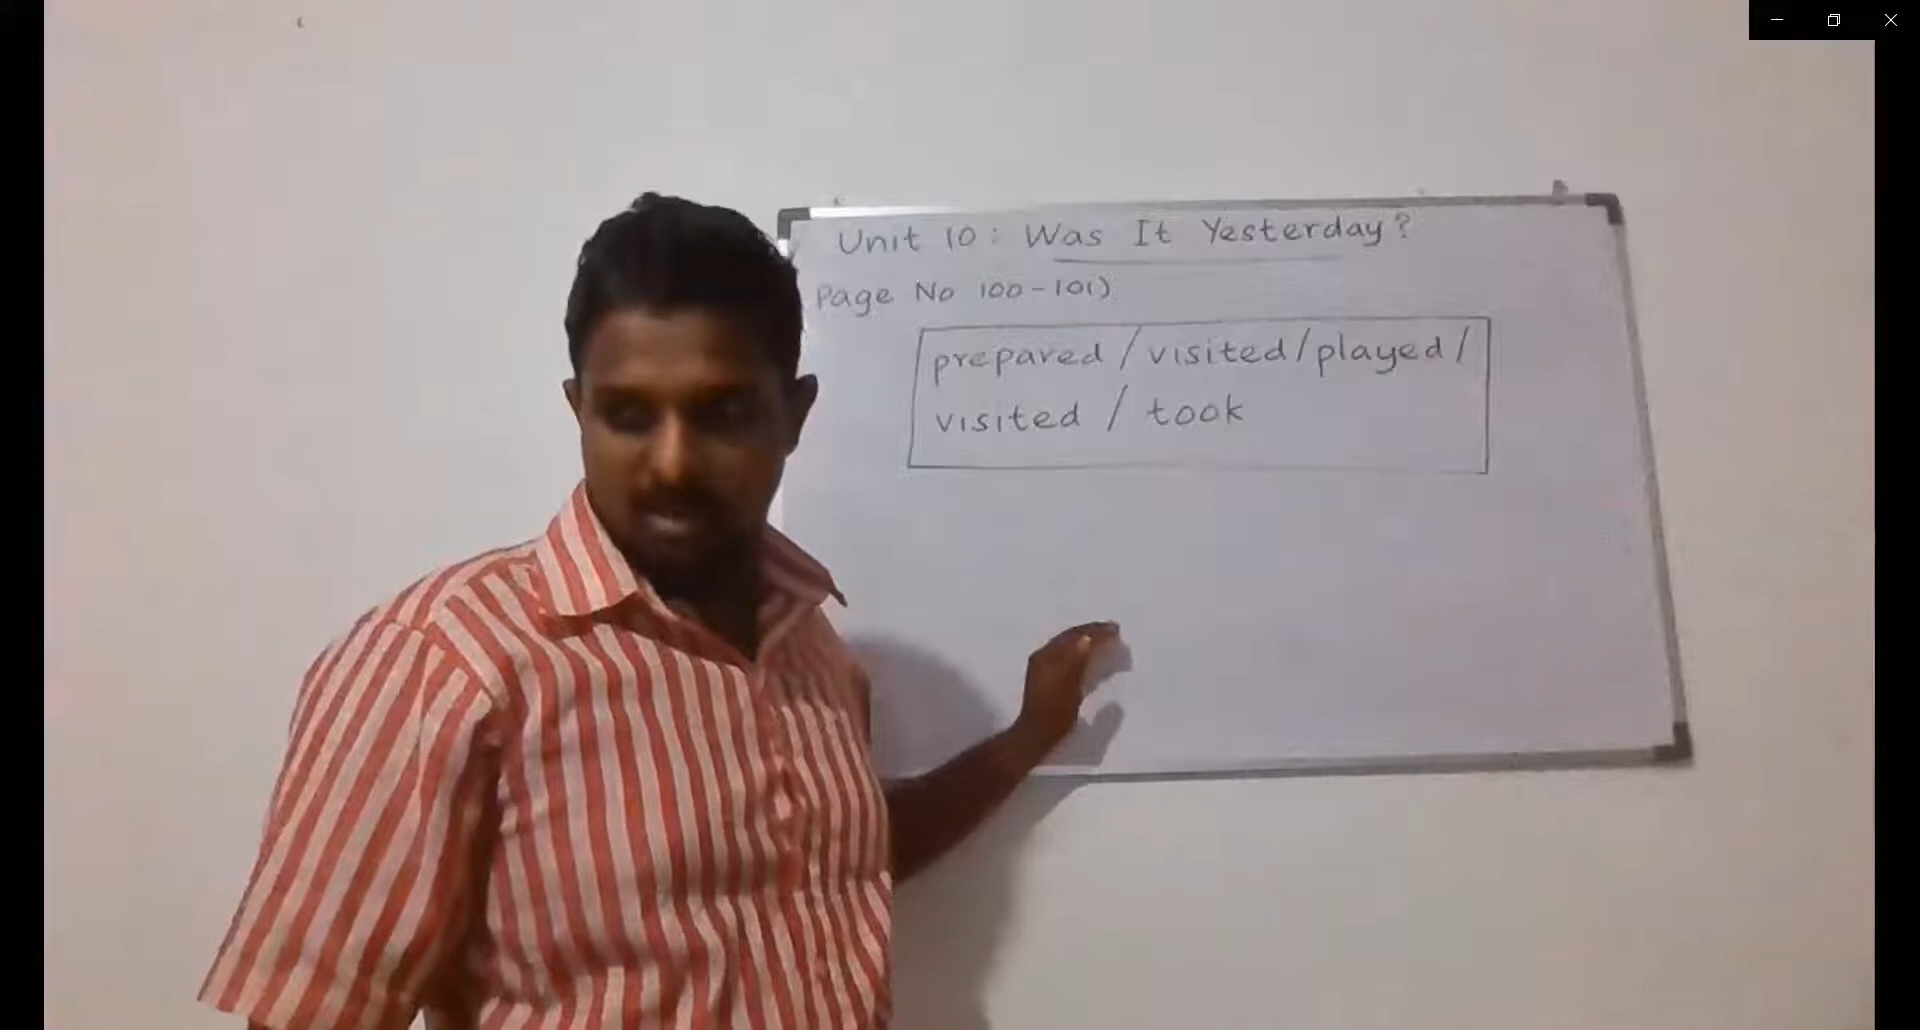 Unit 10: Was It Yesterday?
Page No 100-101)
prepared / visited / played /
visited / took